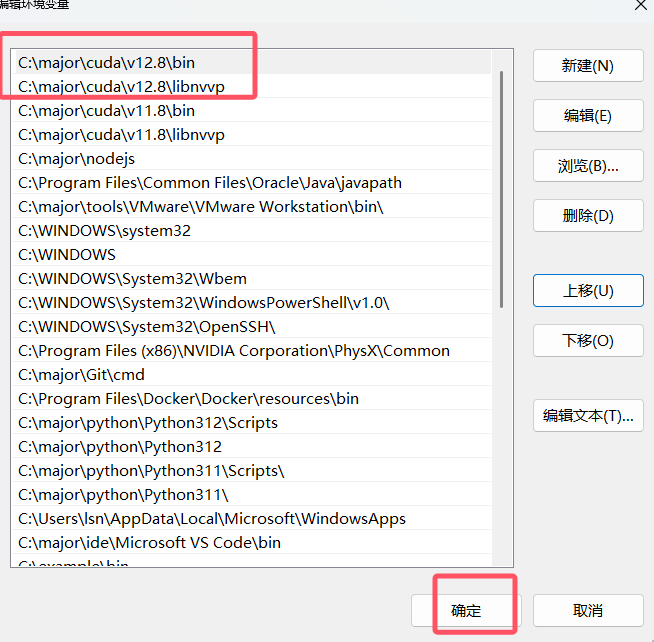 编辑环境变量
C:\major\cuda\v12.8\bin
C:\major\cuda\v12.8\libnvvp
C:\major\cuda\v11.8\bin
C:\major\cuda\v11.8\libnvvp
C:\major\nodejs
C:\Program Files\Common Files\Oracle\Java\javapath
C:\major\tools\VMware\VMware Workstation\bin\
C:\WINDOWS\system32
C:\WINDOWS
C:\WINDOWS\System32\Wbem
C:\WINDOWS\System32\WindowsPowerShell\v1.0\
C:\WINDOWS\System32\OpenSSH\
C:\Program Files (x86)\NVIDIA Corporation\PhysX\Common
C:\major\Git\cmd
C:\Program Files\Docker\Docker\resources\bin
C:\major\python\Python312\Scripts
C:\major\python\Python312
C:\major\python\Python311\Scripts\
C:\major\python\Python311\
C:\Users\lsn\AppData\Local\Microsoft\WindowsApps
C:\major\ide\Microsoft VS Code\bin
C:\example\bin
新建(N)
编辑(E)
浏览(B)...
删除(D)
上移(U)
下移(O)
编辑文本(T)...
确定
取消